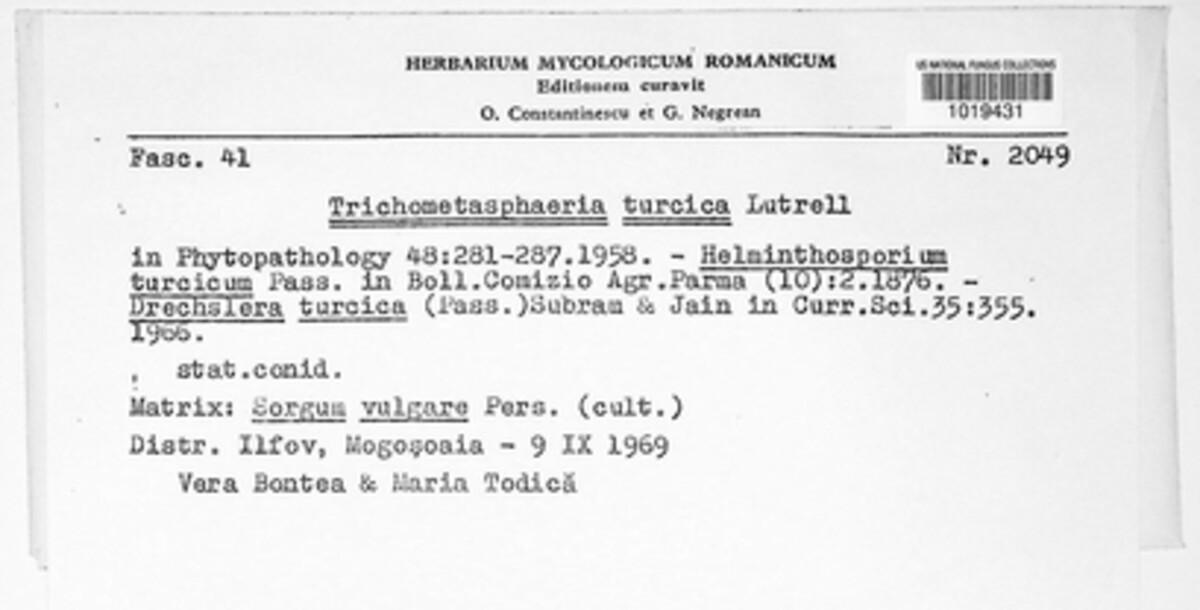 HERBARIUM MYCOLOGICUM ROMANICUM
Editionem curavit
O. Constantinescu et G. Negrean
US NATIONAL FUNGUS COLLECTIONS
1019431
Fasc. 41
Nr. 2049
Trichometasphaeria turcica Lutrell
in Phytopathology 48:281-287.1958. - Helminthosporium
turcicum Pass. in Boll.Comizio Agr.Parma (10):2.1876. -
Drechslera turcica (Pass.)Subram & Jain in Curr.Sci.35:355.
1966.
stat.conid.
Matrix: Sorgum vulgare Pers. (cult.)
Distr. Ilfov, Mogoşoaia - 9 IX 1969
Vera Bontea & Maria Todică